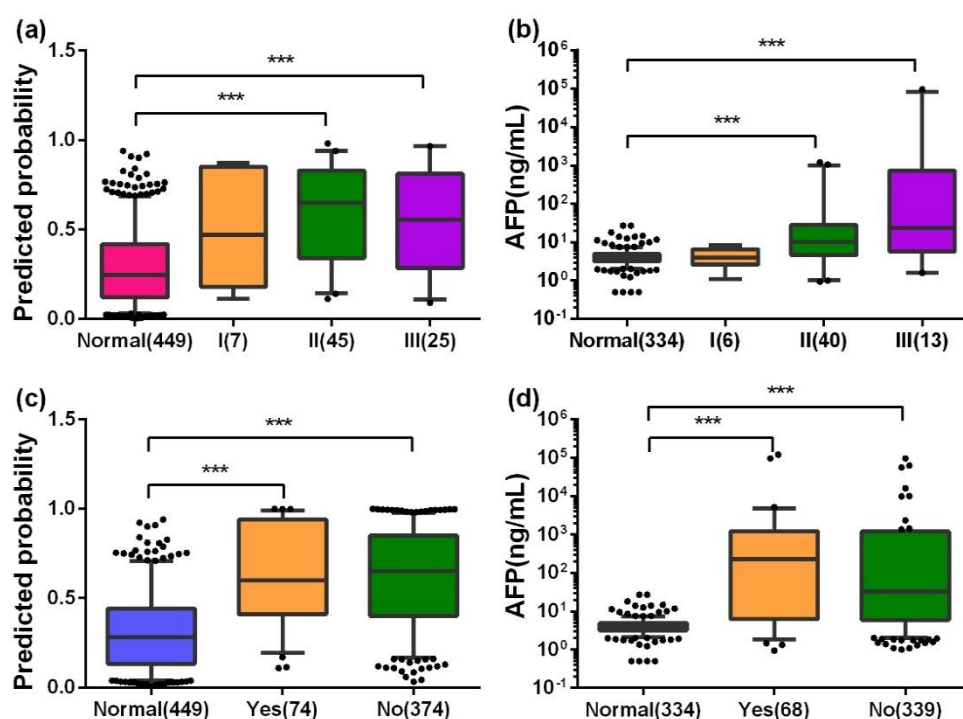 (a)
Predicted probability
1.5
1.0
0.5
0.0
***
***
Normal(449) I(7) II(45) III(25)
(b)
AFP(ng/mL)
10^6
10^5
10^4
10^3
10^2
10^1
10^0
10^-1
***
***
Normal(334) I(6) II(40) III(13)
(c)
Predicted probability
1.5
1.0
0.5
0.0
***
***
Normal(449) Yes(74) No(374)
(d)
AFP(ng/mL)
10^6
10^5
10^4
10^3
10^2
10^1
10^0
10^-1
***
***
Normal(334) Yes(68) No(339)